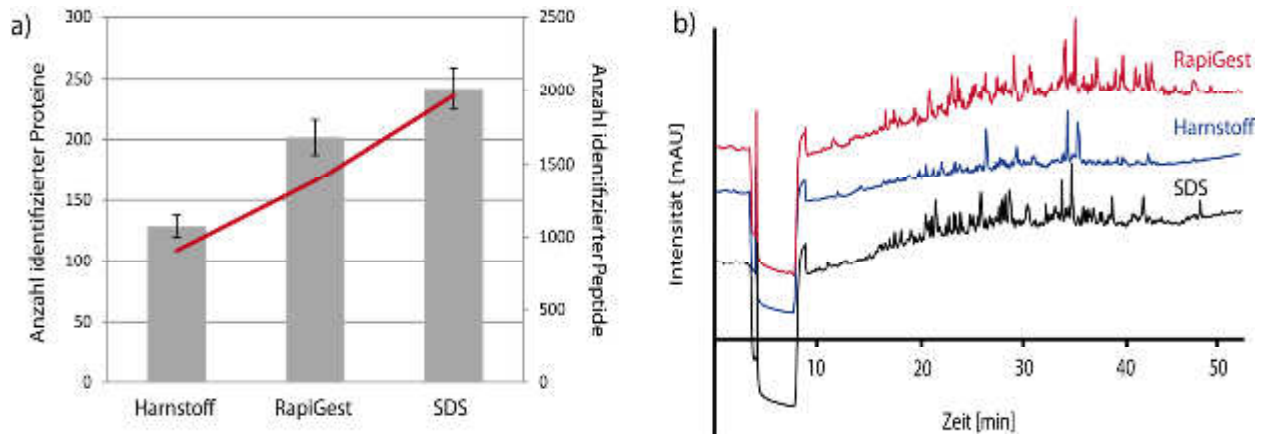 a)
Anzahl identifizierter Proteine
300
250
200
150
100
50
0
2500
2000
1500
1000
500
0
Anzahl identifizierter Peptide
Harnstoff
RapiGest
SDS
b)
Intensität [mAU]
RapiGest
Harnstoff
SDS
10
20
30
40
50
Zeit [min]